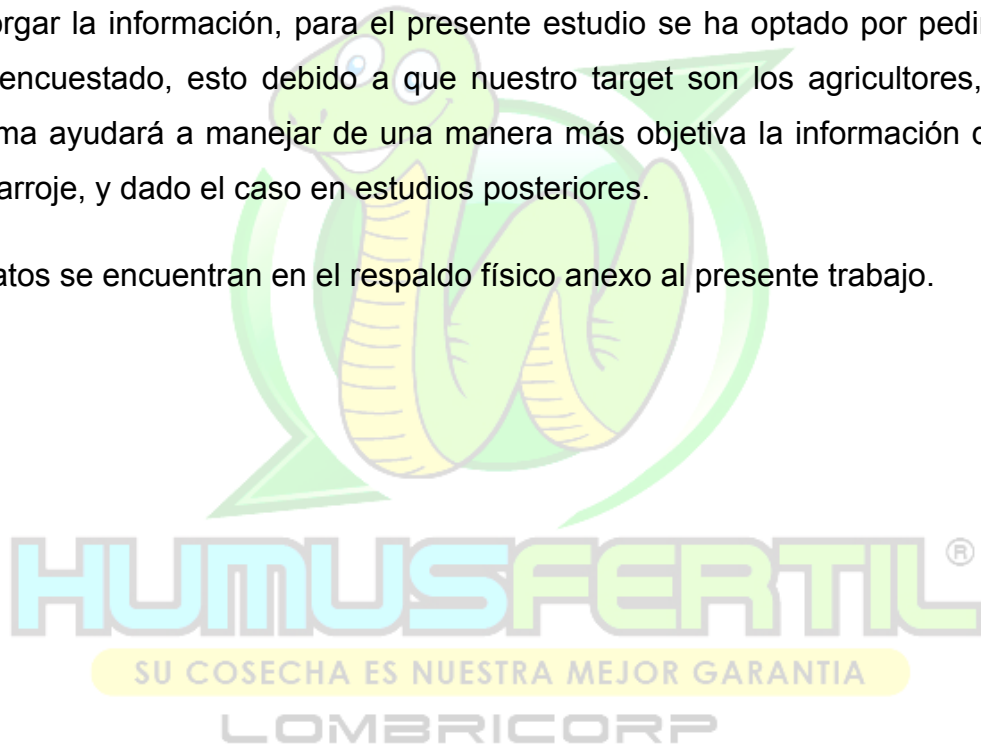 rgar la información, para el presente estudio se ha optado por pedi
encuestado, esto debido a que nuestro target son los agricultores,
ma ayudará a manejar de una manera más objetiva la información
arroje, y dado el caso en estudios posteriores.
atos se encuentran en el respaldo físico anexo al presente trabajo.
HUMUSFERTIL®
SU COSECHA ES NUESTRA MEJOR GARANTIA
LOMBRICORP